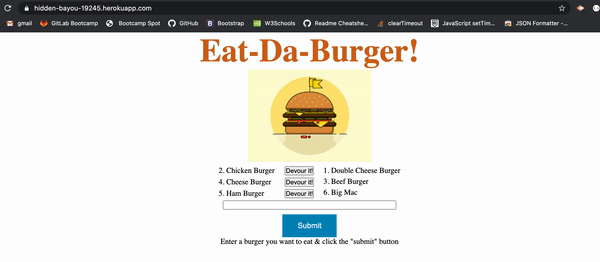 hidden-bayou-19245.herokuapp.com
gmail GitLab Bootcamp Bootcamp Spot GitHub Bootstrap W3Schools Readme Cheatshe... clearTimeout JavaScript setTim... JSON Formatter -...
Eat-Da-Burger!
2. Chicken Burger Devour it! 1. Double Cheese Burger
4. Cheese Burger Devour it! 3. Beef Burger
5. Ham Burger Devour it! 6. Big Mac
Submit
Enter a burger you want to eat & click the "submit" button